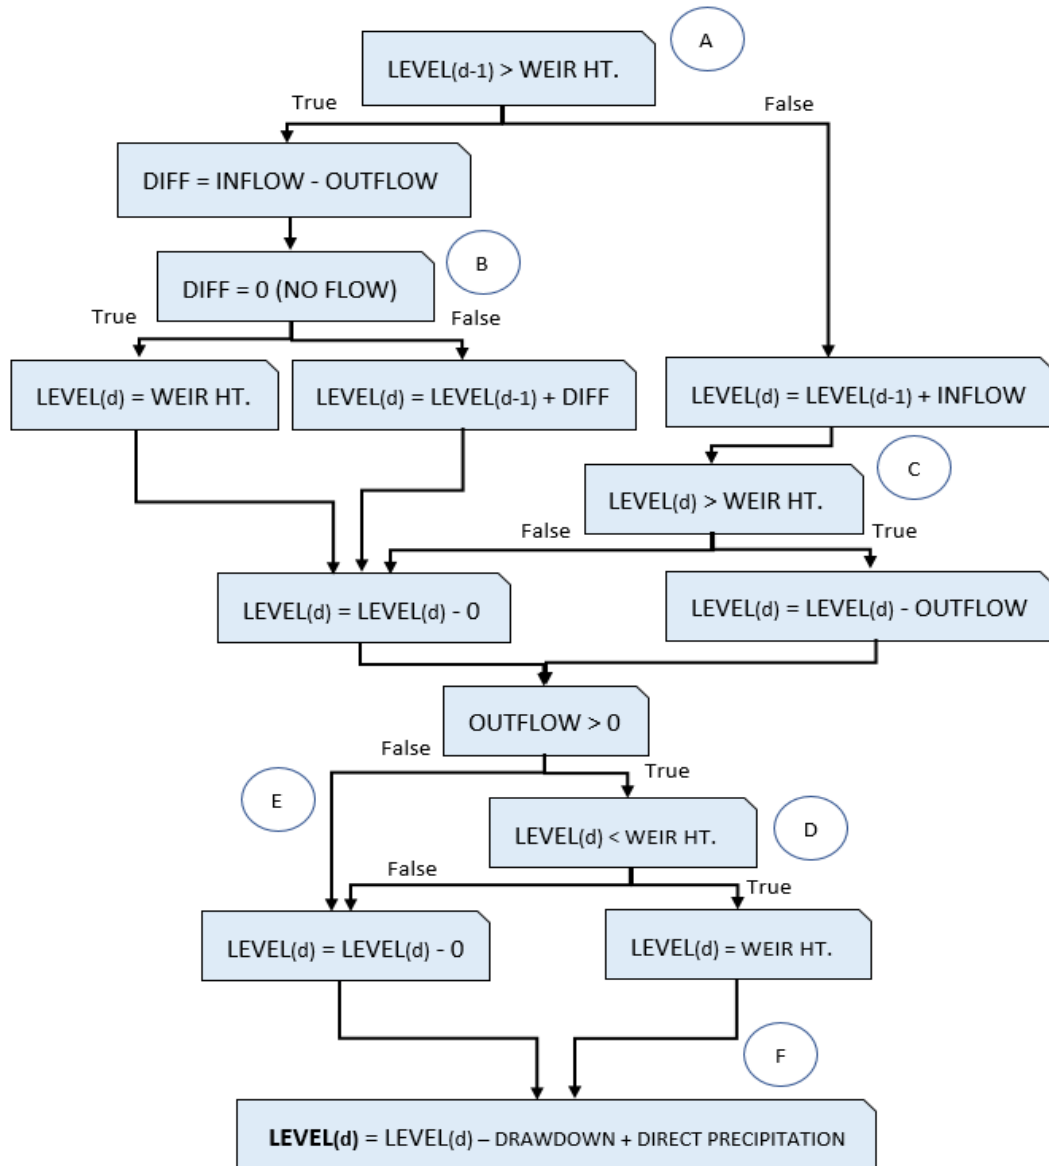 A
LEVEL(d-1) > WEIR HT.
True
False
DIFF = INFLOW - OUTFLOW
B
DIFF = 0 (NO FLOW)
True
False
LEVEL(d) = WEIR HT.
LEVEL(d) = LEVEL(d-1) + DIFF
LEVEL(d) = LEVEL(d-1) + INFLOW
C
LEVEL(d) > WEIR HT.
False
True
LEVEL(d) = LEVEL(d) - 0
LEVEL(d) = LEVEL(d) - OUTFLOW
OUTFLOW > 0
False
True
E
LEVEL(d) < WEIR HT.
D
False
True
LEVEL(d) = LEVEL(d) - 0
LEVEL(d) = WEIR HT.
F
LEVEL(d) = LEVEL(d) – DRAWDOWN + DIRECT PRECIPITATION